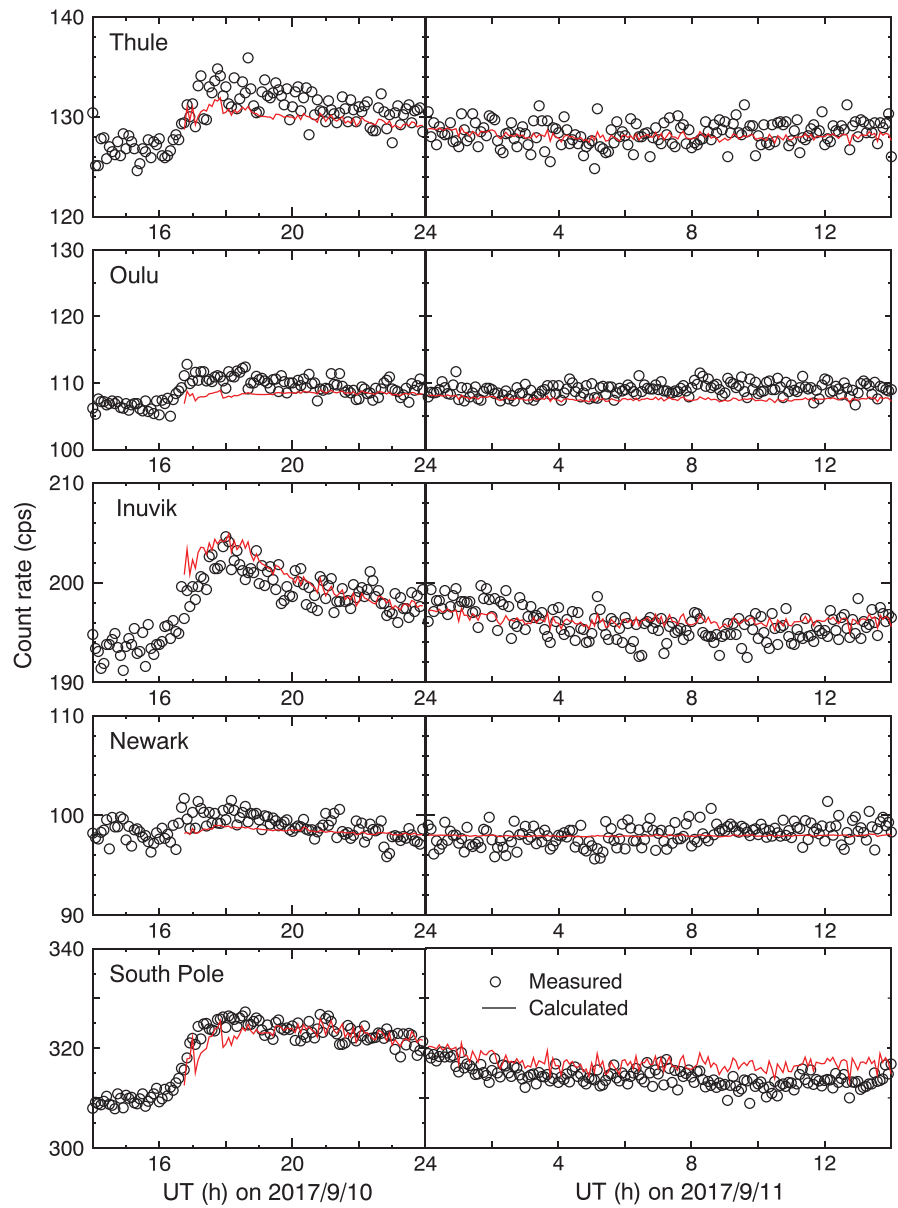 140
Thule
130
120
16 20 24 4 8 12
130
Oulu
120
110
100
16 20 24 4 8 12
210
Inuvik
200
190
16 20 24 4 8 12
110
Newark
100
90
16 20 24 4 8 12
340
South Pole
Measured
Calculated
320
300
16 20 24 4 8 12
UT (h) on 2017/9/10 UT (h) on 2017/9/11
Count rate (cps)